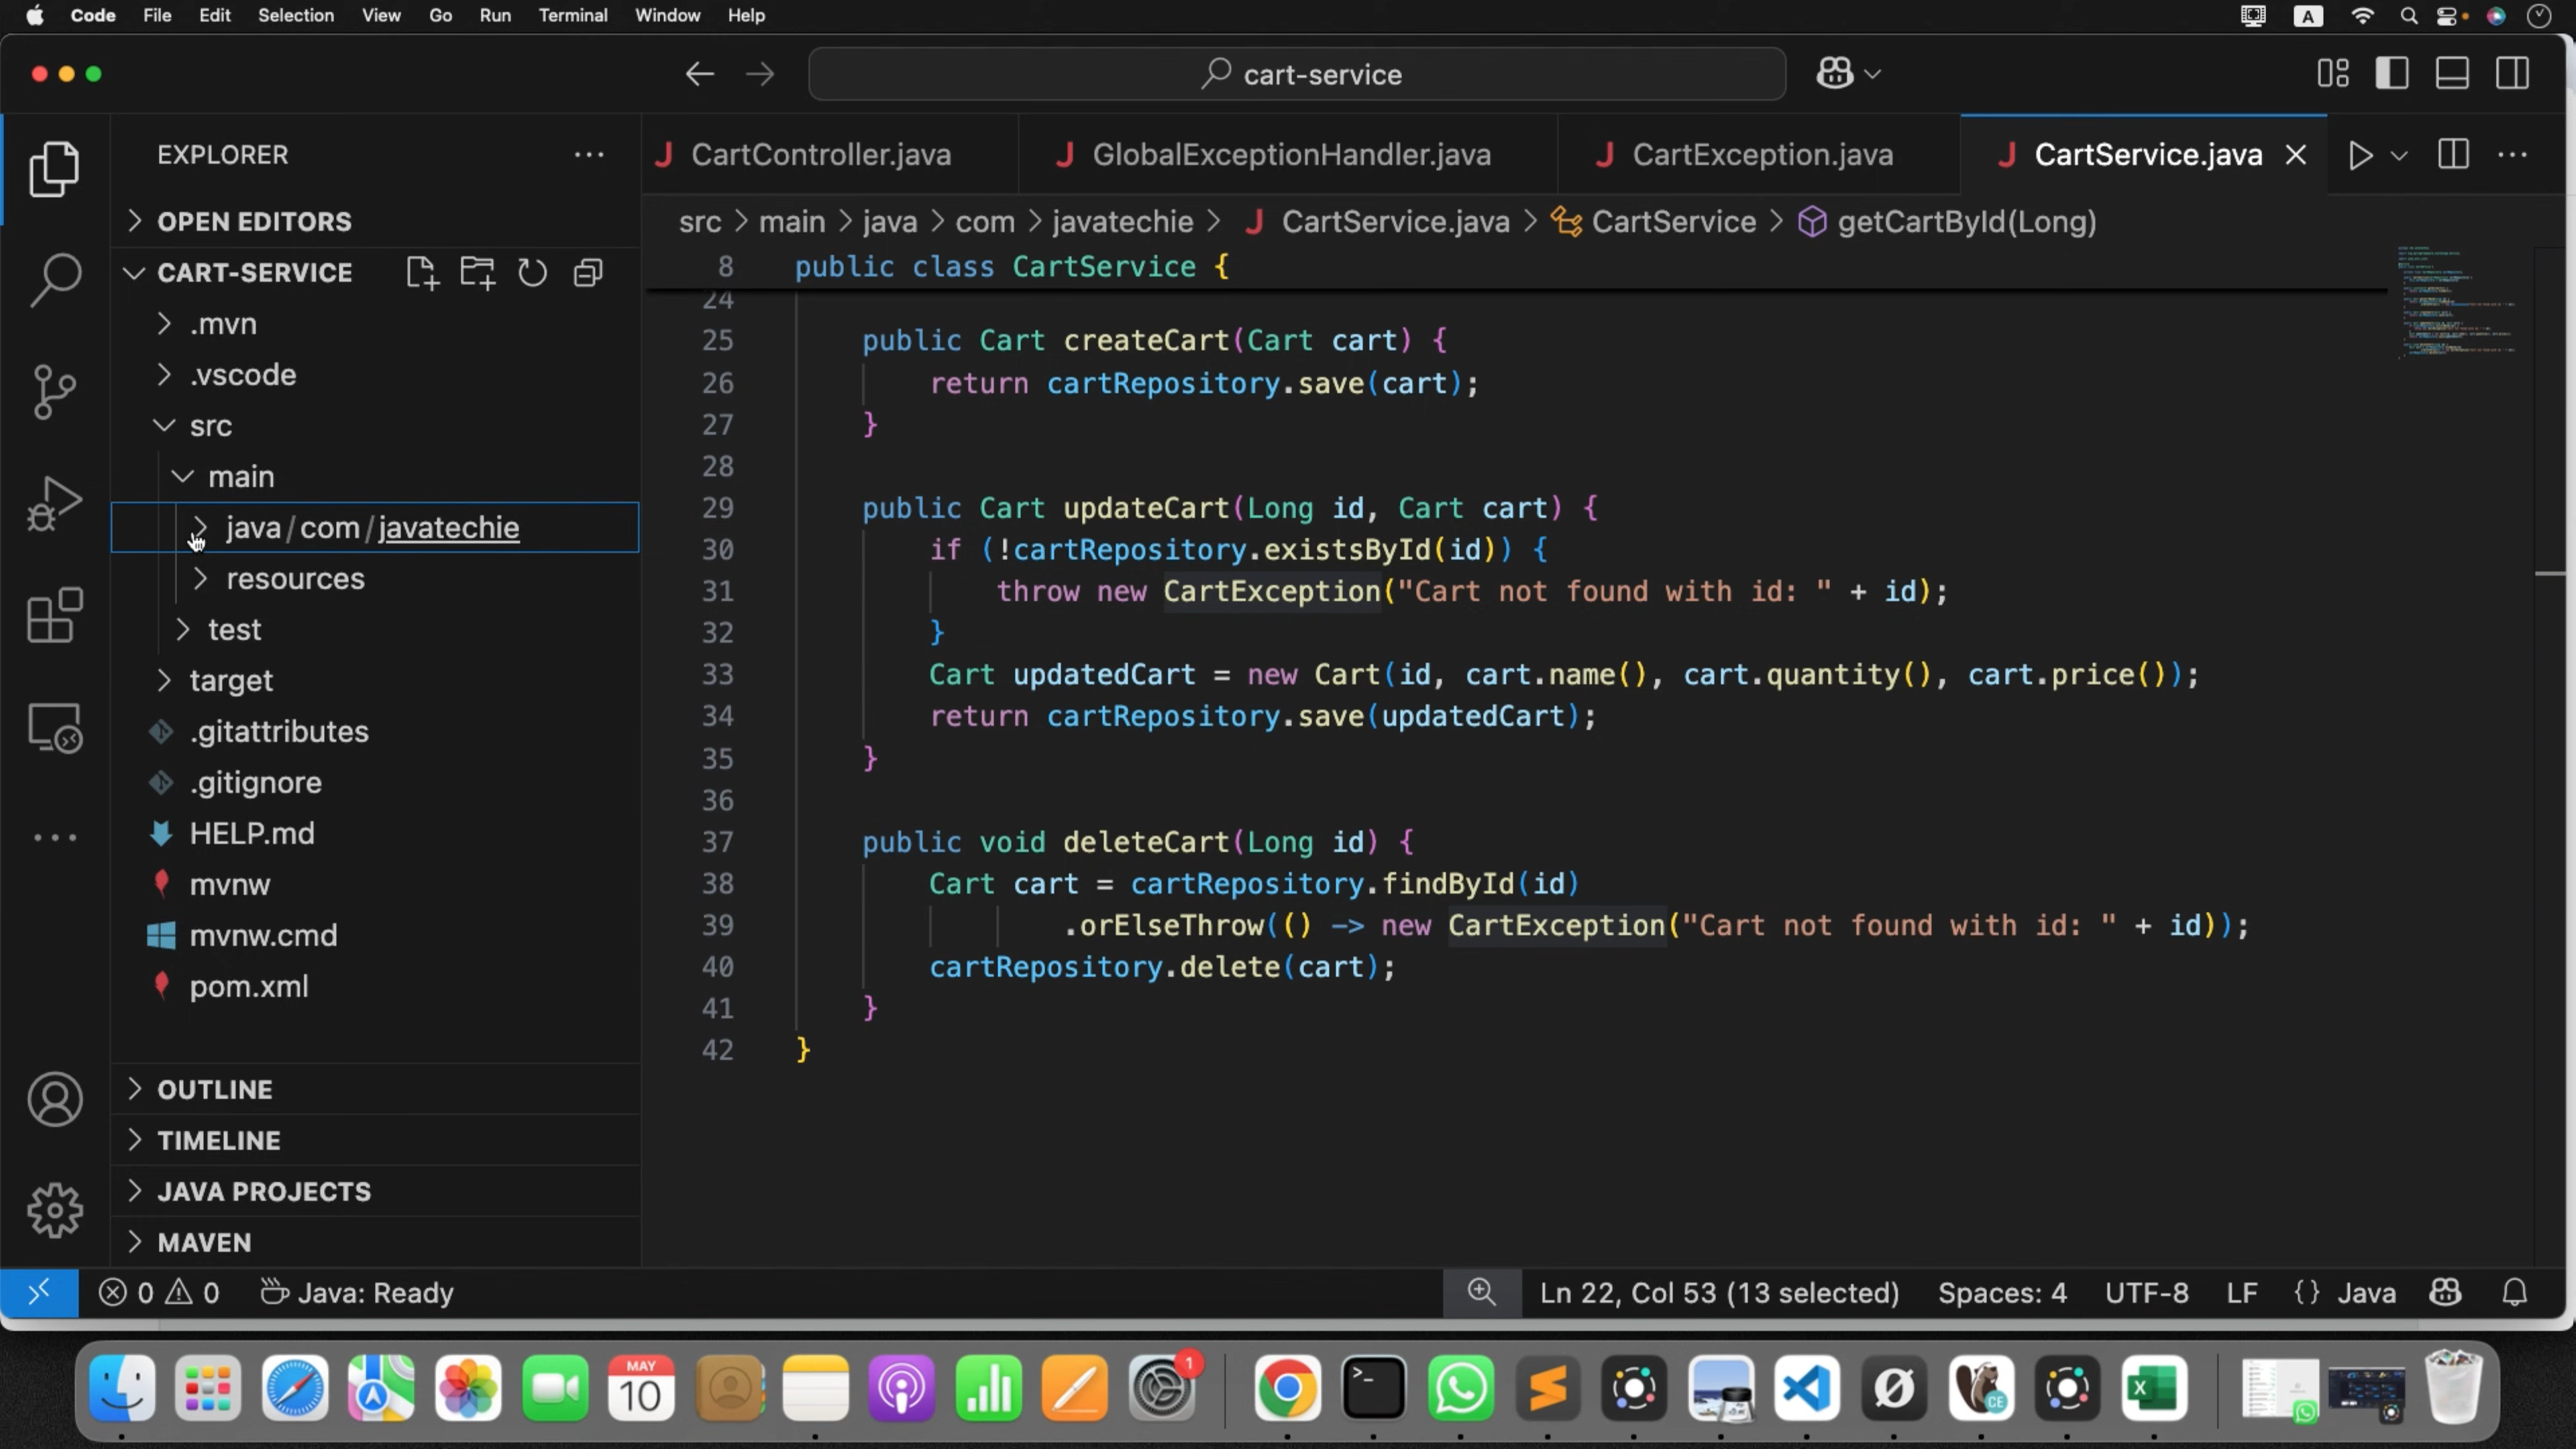 Code File Edit Selection View Go Run Terminal Window Help
A
cart-service
EXPLORER
OPEN EDITORS
CART-SERVICE
.mvn
.vscode
src
main
java/com/javatechie
resources
test
target
.gitattributes
.gitignore
HELP.md
mvnw
mvnw.cmd
pom.xml
OUTLINE
TIMELINE
JAVA PROJECTS
MAVEN
CartController.java GlobalExceptionHandler.java CartException.java CartService.java
src > main > java > com > javatechie > CartService.java > CartService > getCartById(Long)
8 public class CartService {
24
25 public Cart createCart(Cart cart) {
26 return cartRepository.save(cart);
27 }
28
29 public Cart updateCart(Long id, Cart cart) {
30 if (!cartRepository.existsById(id)) {
31 throw new CartException("Cart not found with id: " + id);
32 }
33 Cart updatedCart = new Cart(id, cart.name(), cart.quantity(), cart.price());
34 return cartRepository.save(updatedCart);
35 }
36
37 public void deleteCart(Long id) {
38 Cart cart = cartRepository.findById(id)
39 .orElseThrow(() -> new CartException("Cart not found with id: " + id));
40 cartRepository.delete(cart);
41 }
42 }
0 0 Java: Ready Ln 22, Col 53 (13 selected) Spaces: 4 UTF-8 LF {} Java
MAY
10
1
CE